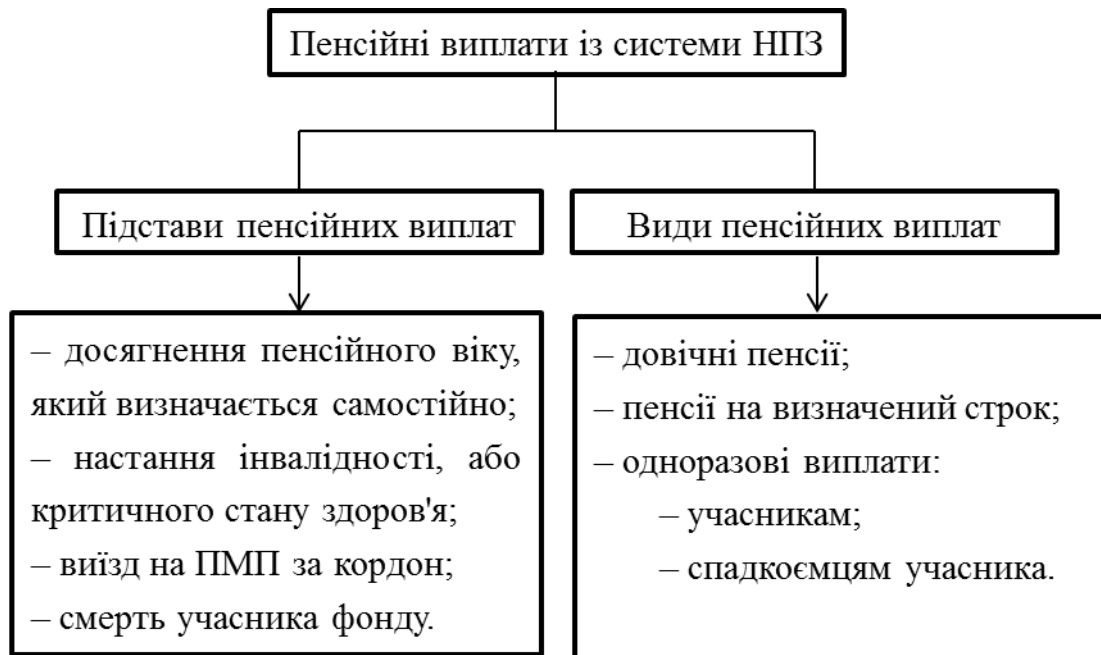 Пенсійні виплати із системи НПЗ
Підстави пенсійних виплат
Види пенсійних виплат
– досягнення пенсійного віку,
який визначається самостійно;
– настання інвалідності, або
критичного стану здоров'я;
– виїзд на ПМП за кордон;
– смерть учасника фонду.
– довічні пенсії;
– пенсії на визначений строк;
– одноразові виплати:
– учасникам;
– спадкоємцям учасника.